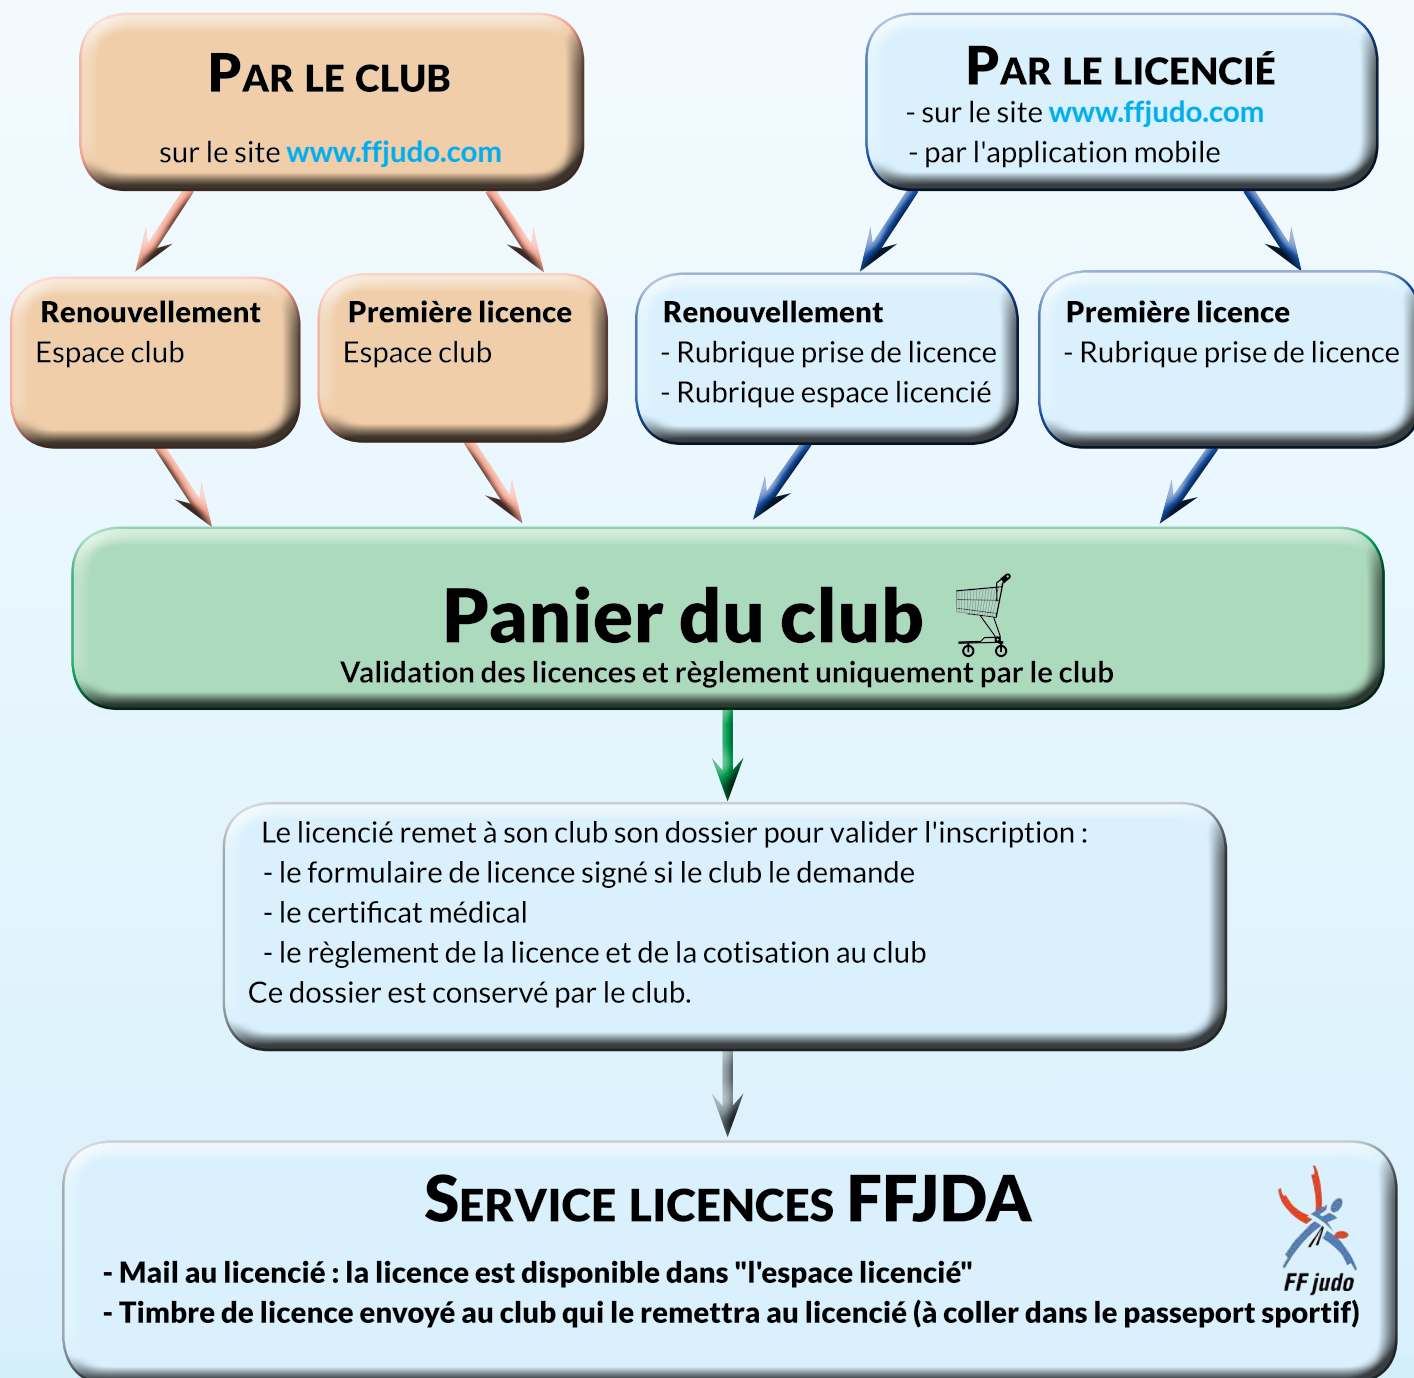 PAR LE CLUB
sur le site www.ffjudo.com
PAR LE LICENCIÉ
- sur le site www.ffjudo.com
- par l'application mobile
Renouvellement
Espace club
Première licence
Espace club
Renouvellement
- Rubrique prise de licence
- Rubrique espace licencié
Première licence
- Rubrique prise de licence
Panier du club
Validation des licences et règlement uniquement par le club
Le licencié remet à son club son dossier pour valider l'inscription :
- le formulaire de licence signé si le club le demande
- le certificat médical
- le règlement de la licence et de la cotisation au club
Ce dossier est conservé par le club.
SERVICE LICENCES FFJDA
- Mail au licencié : la licence est disponible dans "l'espace licencié"
FF judo
- Timbre de licence envoyé au club qui le remettra au licencié (à coller dans le passeport sportif)